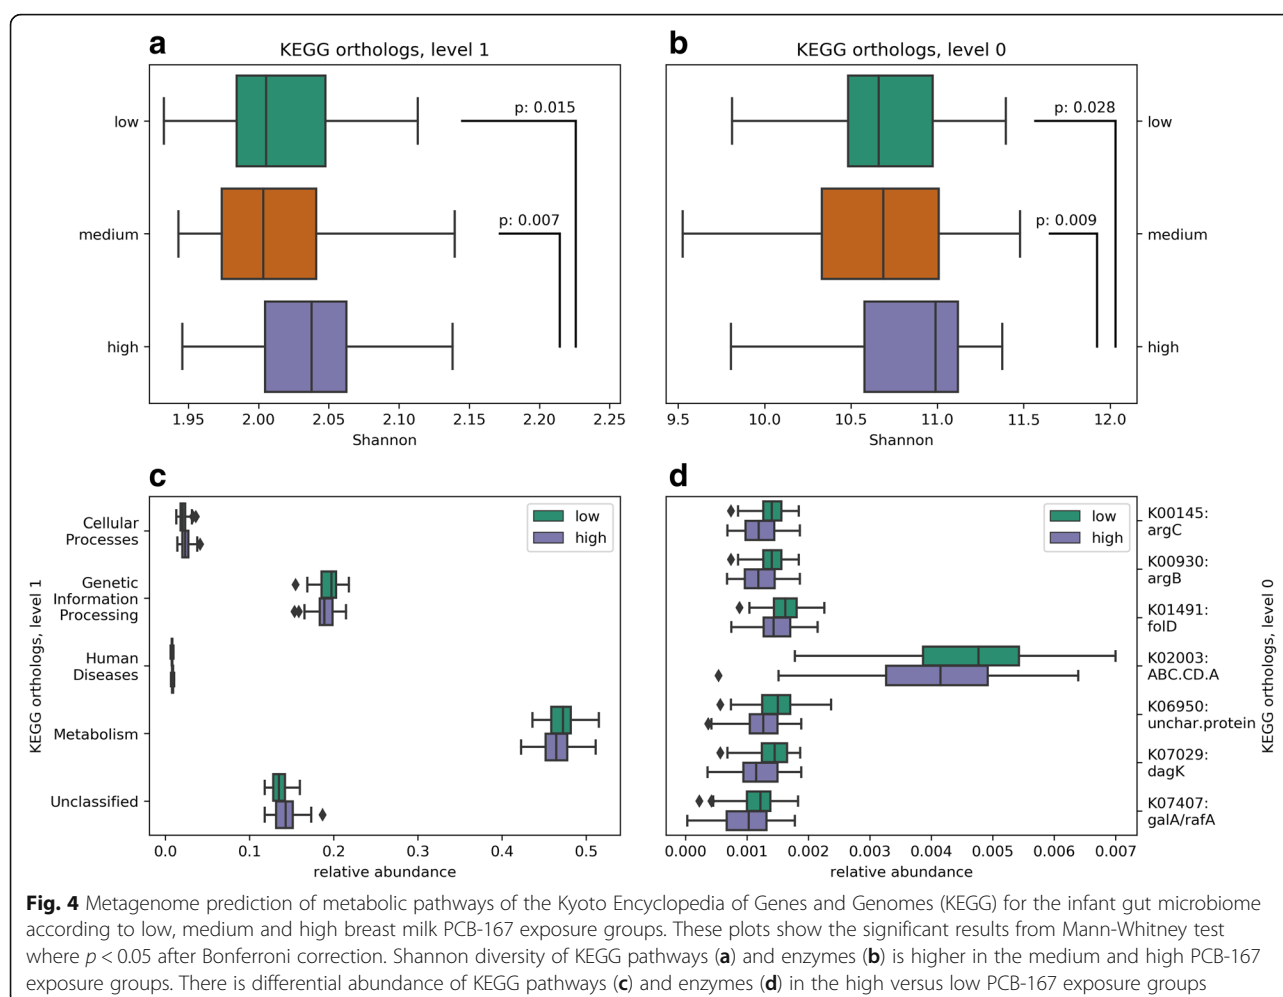 a
KEGG orthologs, level 1
low
medium
high
p: 0.015
p: 0.007
1.95 2.00 2.05 2.10 2.15 2.20 2.25
Shannon
b
KEGG orthologs, level 0
p: 0.028
p: 0.009
low
medium
high
9.5 10.0 10.5 11.0 11.5 12.0
Shannon
c
KEGG orthologs, level 1
Cellular
Processes
Genetic
Information
Processing
Human
Diseases
Metabolism
Unclassified
low
high
0.0 0.1 0.2 0.3 0.4 0.5
relative abundance
d
low
high
K00145:
argC
K00930:
argB
K01491:
folD
K02003:
ABC.CD.A
K06950:
unchar.protein
K07029:
dagK
K07407:
galA/rafA
KEGG orthologs, level 0
0.000 0.001 0.002 0.003 0.004 0.005 0.006 0.007
relative abundance
Fig. 4 Metagenome prediction of metabolic pathways of the Kyoto Encyclopedia of Genes and Genomes (KEGG) for the infant gut microbiome
according to low, medium and high breast milk PCB-167 exposure groups. These plots show the significant results from Mann-Whitney test
where p < 0.05 after Bonferroni correction. Shannon diversity of KEGG pathways (a) and enzymes (b) is higher in the medium and high PCB-167
exposure groups. There is differential abundance of KEGG pathways (c) and enzymes (d) in the high versus low PCB-167 exposure groups